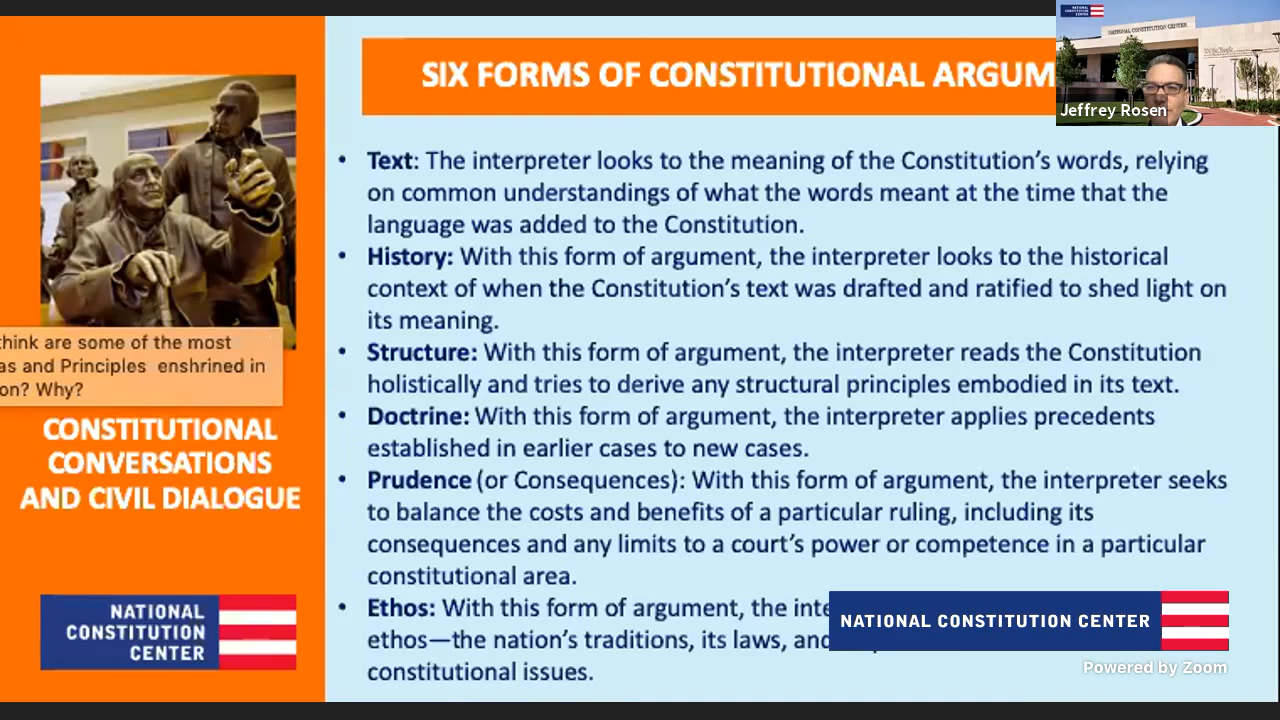 SIX FORMS OF CONSTITUTIONAL ARGUM
NATIONAL CONSTITUTION CENTER
NATIONAL CONSTITUTION CENTER
We the People
Jeffrey Rosen
• Text: The interpreter looks to the meaning of the Constitution’s words, relying
on common understandings of what the words meant at the time that the
language was added to the Constitution.
• History: With this form of argument, the interpreter looks to the historical
context of when the Constitution’s text was drafted and ratified to shed light on
its meaning.
• Structure: With this form of argument, the interpreter reads the Constitution
holistically and tries to derive any structural principles embodied in its text.
• Doctrine: With this form of argument, the interpreter applies precedents
established in earlier cases to new cases.
• Prudence (or Consequences): With this form of argument, the interpreter seeks
to balance the costs and benefits of a particular ruling, including its
consequences and any limits to a court’s power or competence in a particular
constitutional area.
• Ethos: With this form of argument, the inte
ethos—the nation’s traditions, its laws, and
constitutional issues.
think are some of the most
as and Principles enshrined in
on? Why?
CONSTITUTIONAL
CONVERSATIONS
AND CIVIL DIALOGUE
NATIONAL
CONSTITUTION
CENTER
NATIONAL CONSTITUTION CENTER
Powered by Zoom